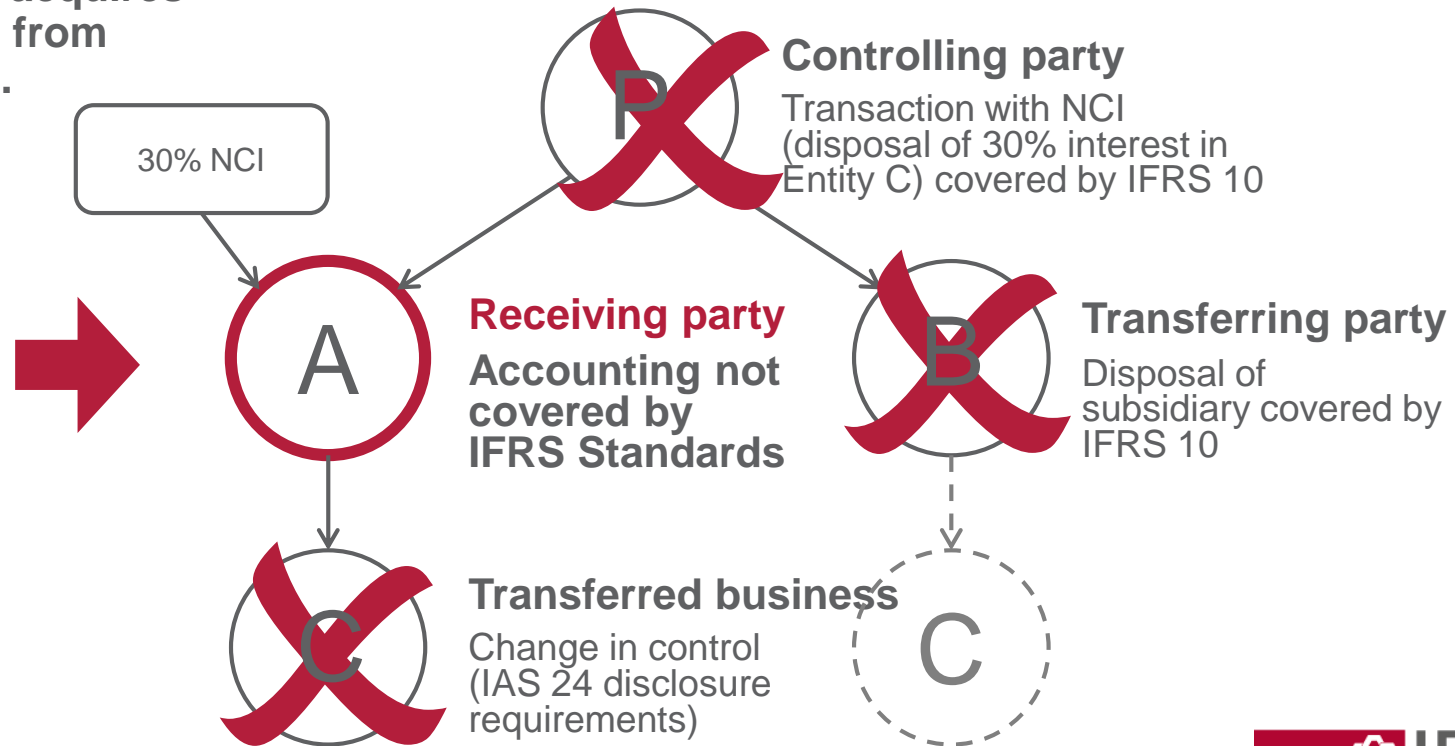 from
.
P
Controlling party
Transaction with NCI
(disposal of 30% interest in
Entity C) covered by IFRS 10
30% NCI
A
Receiving party
Accounting not
covered by
IFRS Standards
B
Transferring party
Disposal of
subsidiary covered by
IFRS 10
C
Transferred business
Change in control
(IAS 24 disclosure
requirements)
C